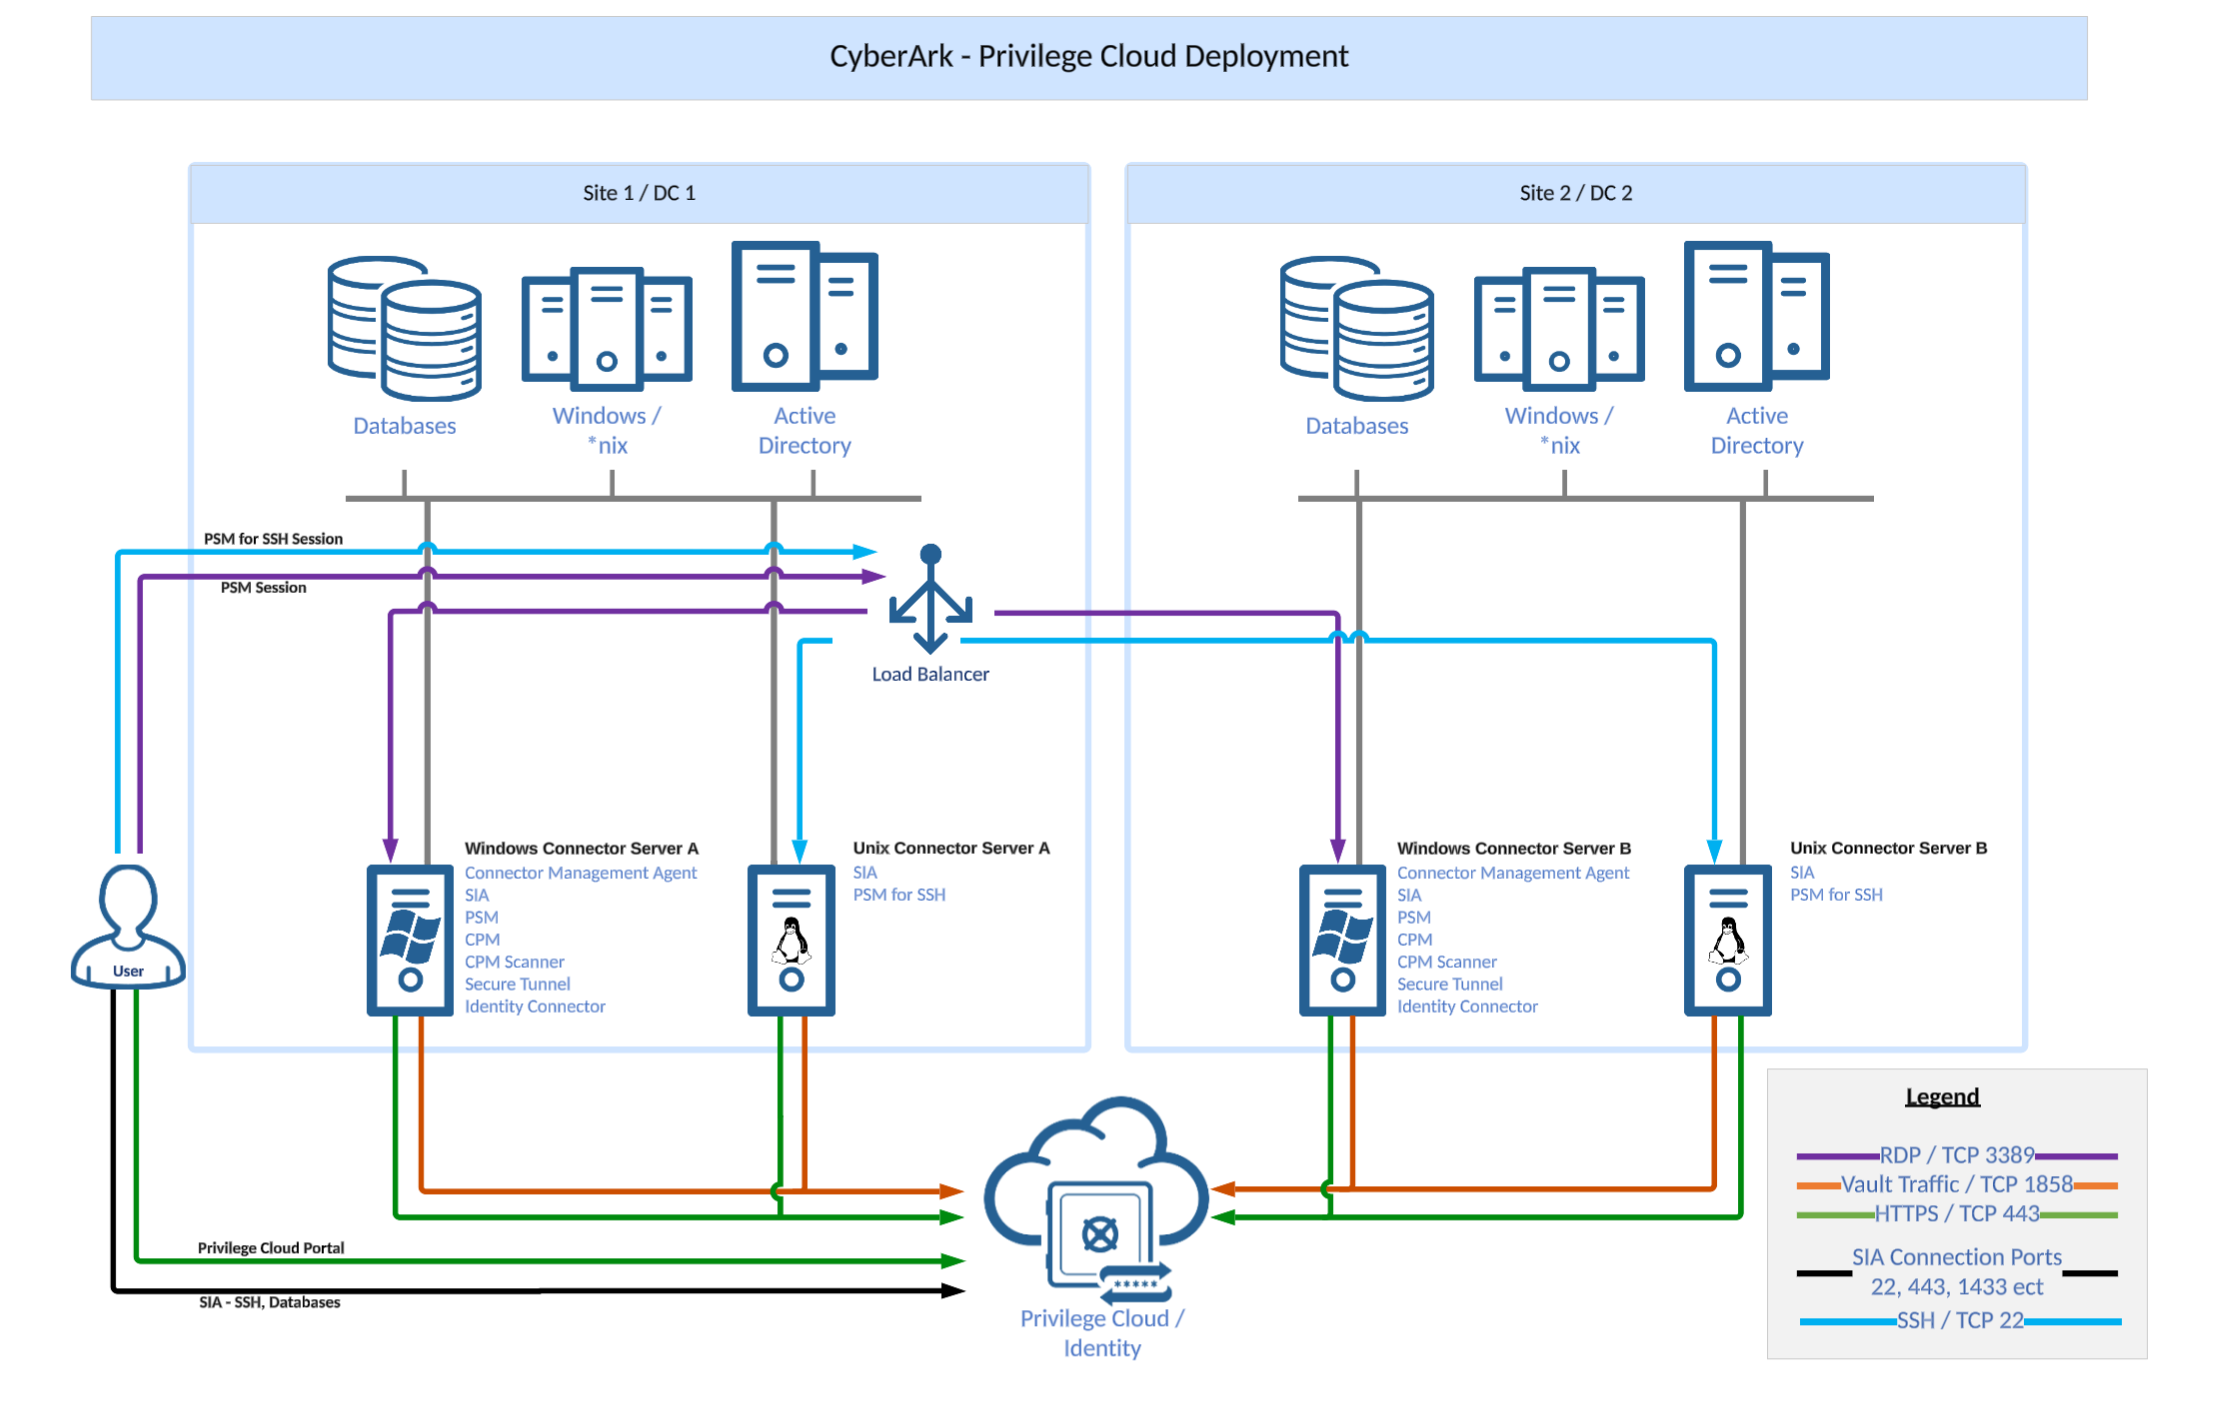 CyberArk - Privilege Cloud Deployment
Site 1 / DC 1
Databases
Windows /
*nix
Active
Directory
PSM for SSH Session
PSM Session
Load Balancer
Windows Connector Server A
Connector Management Agent
SIA
PSM
CPM
CPM Scanner
Secure Tunnel
Identity Connector
Unix Connector Server A
SIA
PSM for SSH
Site 2 / DC 2
Databases
Windows /
*nix
Active
Directory
Windows Connector Server B
Connector Management Agent
SIA
PSM
CPM
CPM Scanner
Secure Tunnel
Identity Connector
Unix Connector Server B
SIA
PSM for SSH
User
Privilege Cloud Portal
SIA - SSH, Databases
*****
Privilege Cloud /
Identity
Legend
RDP / TCP 3389
Vault Traffic / TCP 1858
HTTPS / TCP 443
SIA Connection Ports
22, 443, 1433 ect
SSH / TCP 22